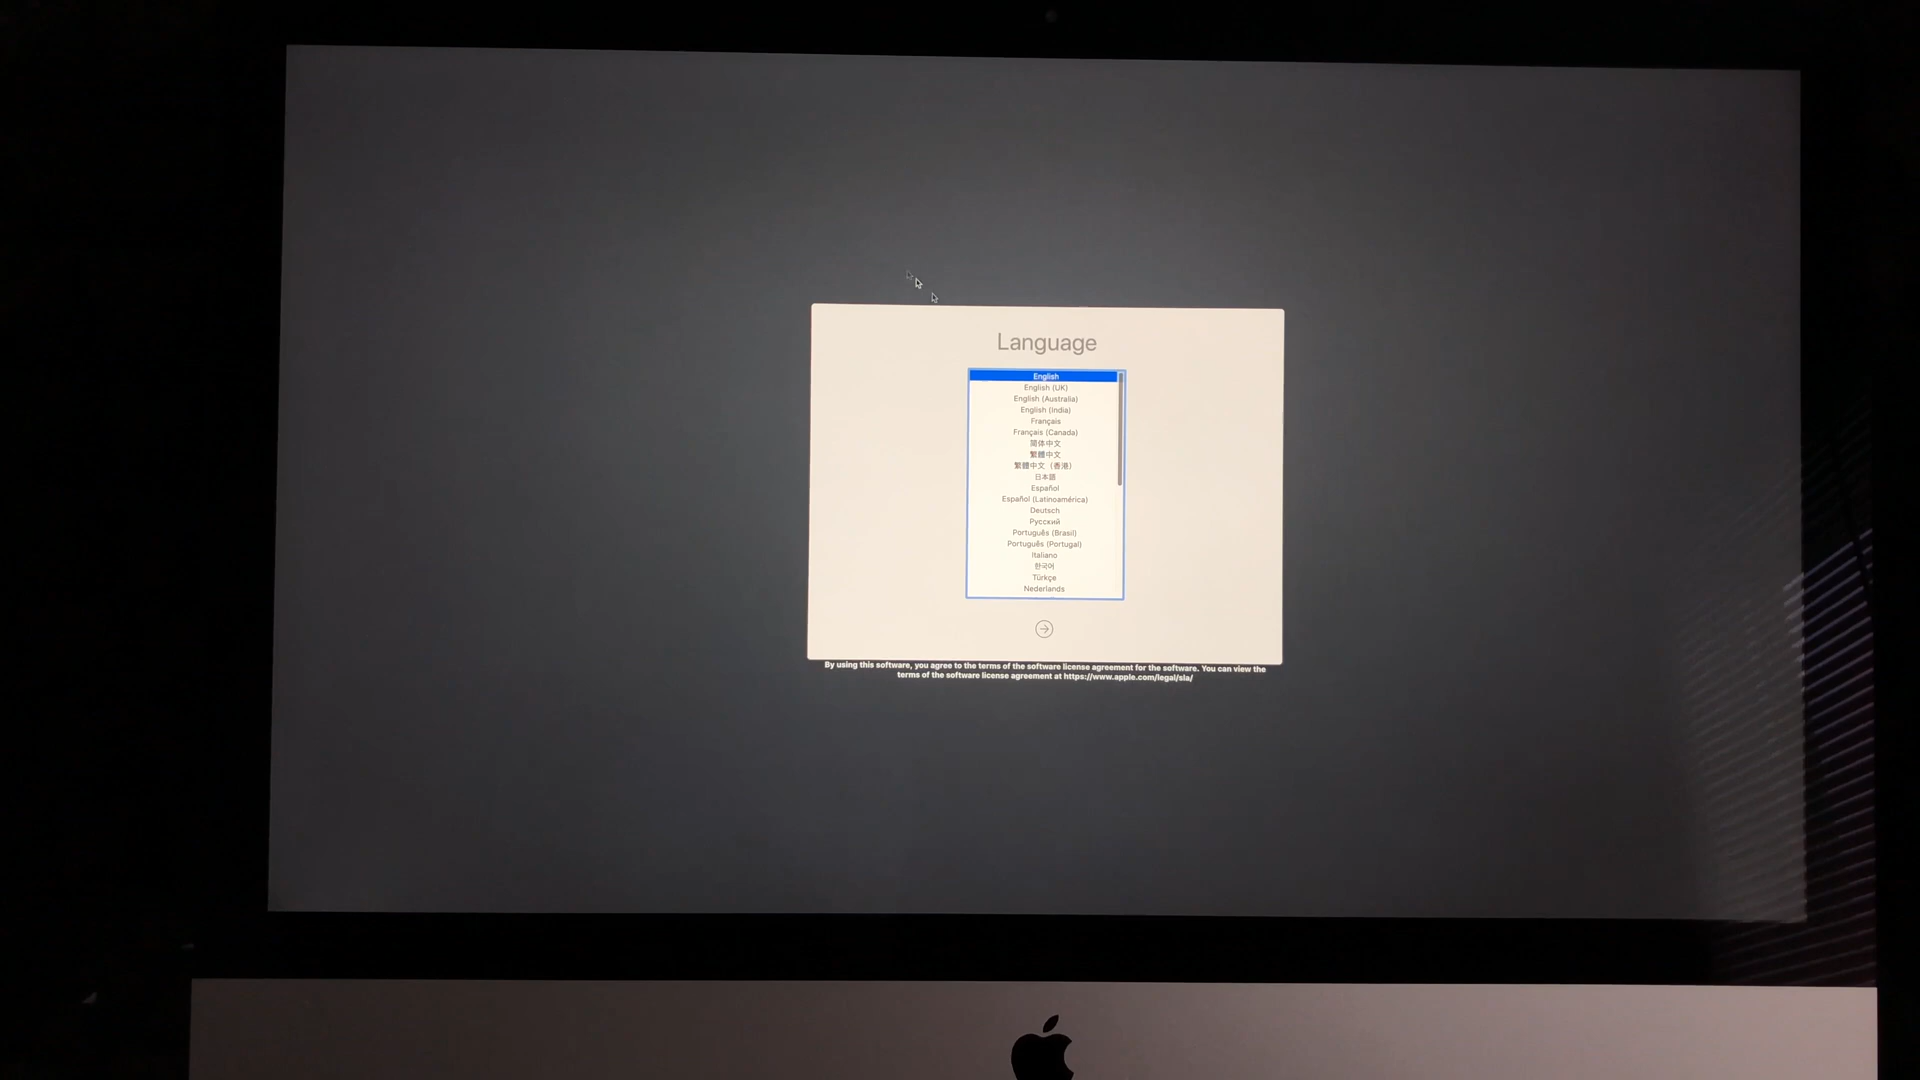 Language
English
English (UK)
English (Australia)
English (India)
Français
Français (Canada)
简体中文
繁體中文
繁體中文（香港）
日本語
Español
Español (Latinoamérica)
Deutsch
Русский
Português (Brasil)
Português (Portugal)
Italiano
한국어
Türkçe
Nederlands
By using this software, you agree to the terms of the software license agreement for the software. You can view the
terms of the software license agreement at https://www.apple.com/legal/sla/